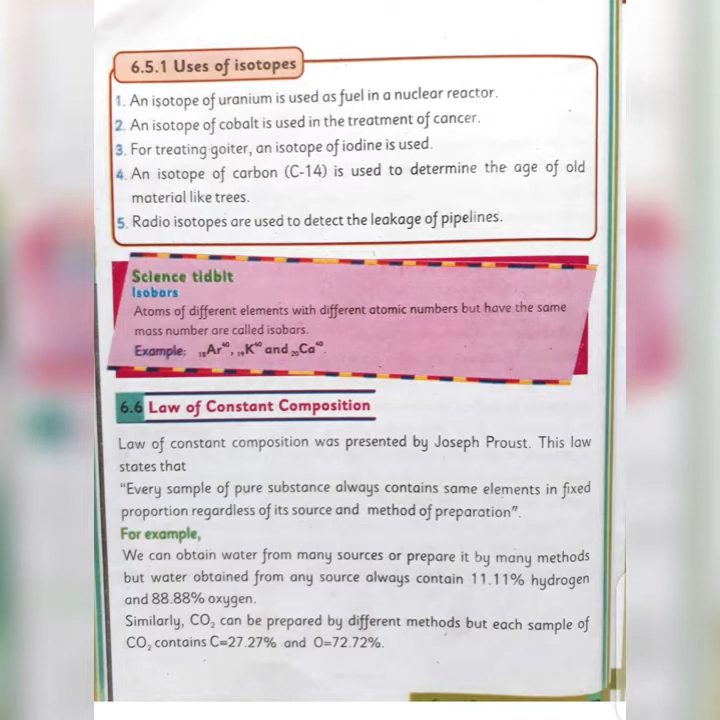 6.5.1 Uses of isotopes
1. An isotope of uranium is used as fuel in a nuclear reactor.
2. An isotope of cobalt is used in the treatment of cancer.
3. For treating goiter, an isotope of iodine is used.
4. An isotope of carbon (C-14) is used to determine the age of old
material like trees.
5. Radio isotopes are used to detect the leakage of pipelines.
Science tidbit
Isobars
Atoms of different elements with different atomic numbers but have the same
mass number are called isobars.
Example: ₁₈Ar⁴⁰, ₁₉K⁴⁰ and ₂₀Ca⁴⁰.
6.6 Law of Constant Composition
Law of constant composition was presented by Joseph Proust. This law
states that
“Every sample of pure substance always contains same elements in fixed
proportion regardless of its source and method of preparation”.
For example,
We can obtain water from many sources or prepare it by many methods
but water obtained from any source always contain 11.11% hydrogen
and 88.88% oxygen.
Similarly, CO₂ can be prepared by different methods but each sample of
CO₂ contains C=27.27% and O=72.72%.